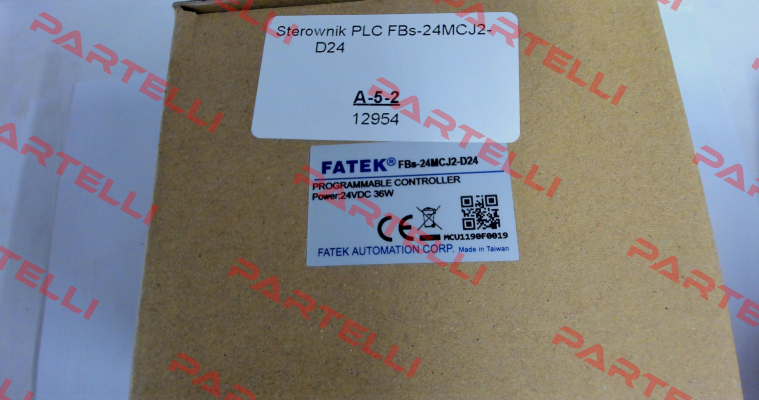 Sterownik PLC FBs-24MCJ2-
D24
A-5-2
12954
FATEK® FBs-24MCJ2-D24
PROGRAMMABLE CONTROLLER
Power:24VDC 36W
CE
MCU1190F0019
FATEK AUTOMATION CORP. Made in Taiwan
PARTELLI
PARTELLI
PARTELLI
PARTELLI
PARTELLI
PARTELLI
PARTELLI
PARTELLI
PARTELLI